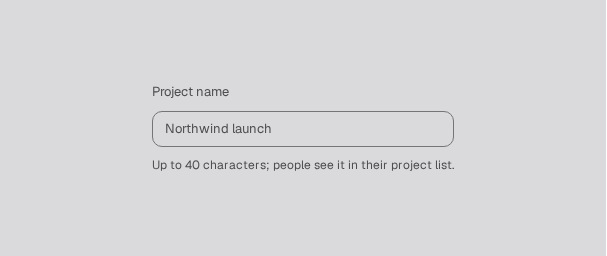 Project name
Northwind launch
Up to 40 characters; people see it in their project list.